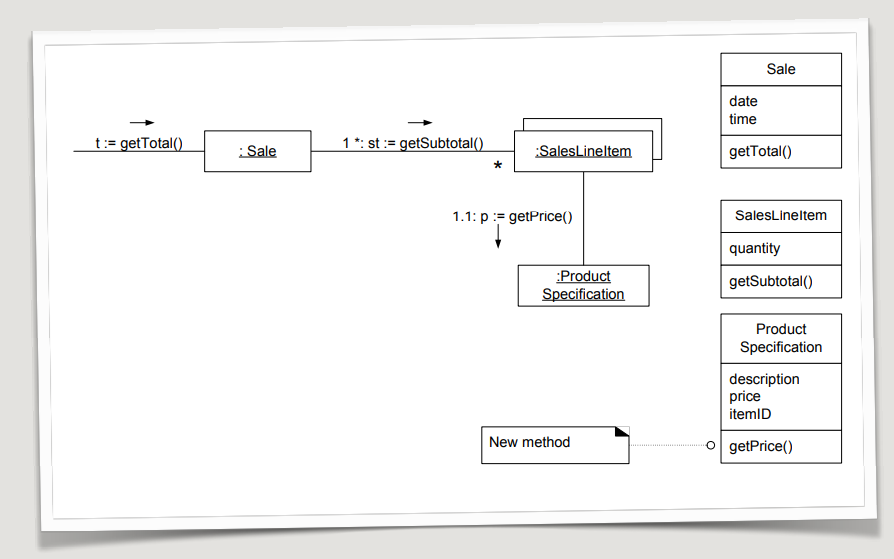 t := getTotal()
: Sale
1 *: st := getSubtotal()
*
:SalesLineItem
1.1: p := getPrice()
:Product
Specification
New method
Sale
date
time
getTotal()
SalesLineItem
quantity
getSubtotal()
Product
Specification
description
price
itemID
getPrice()